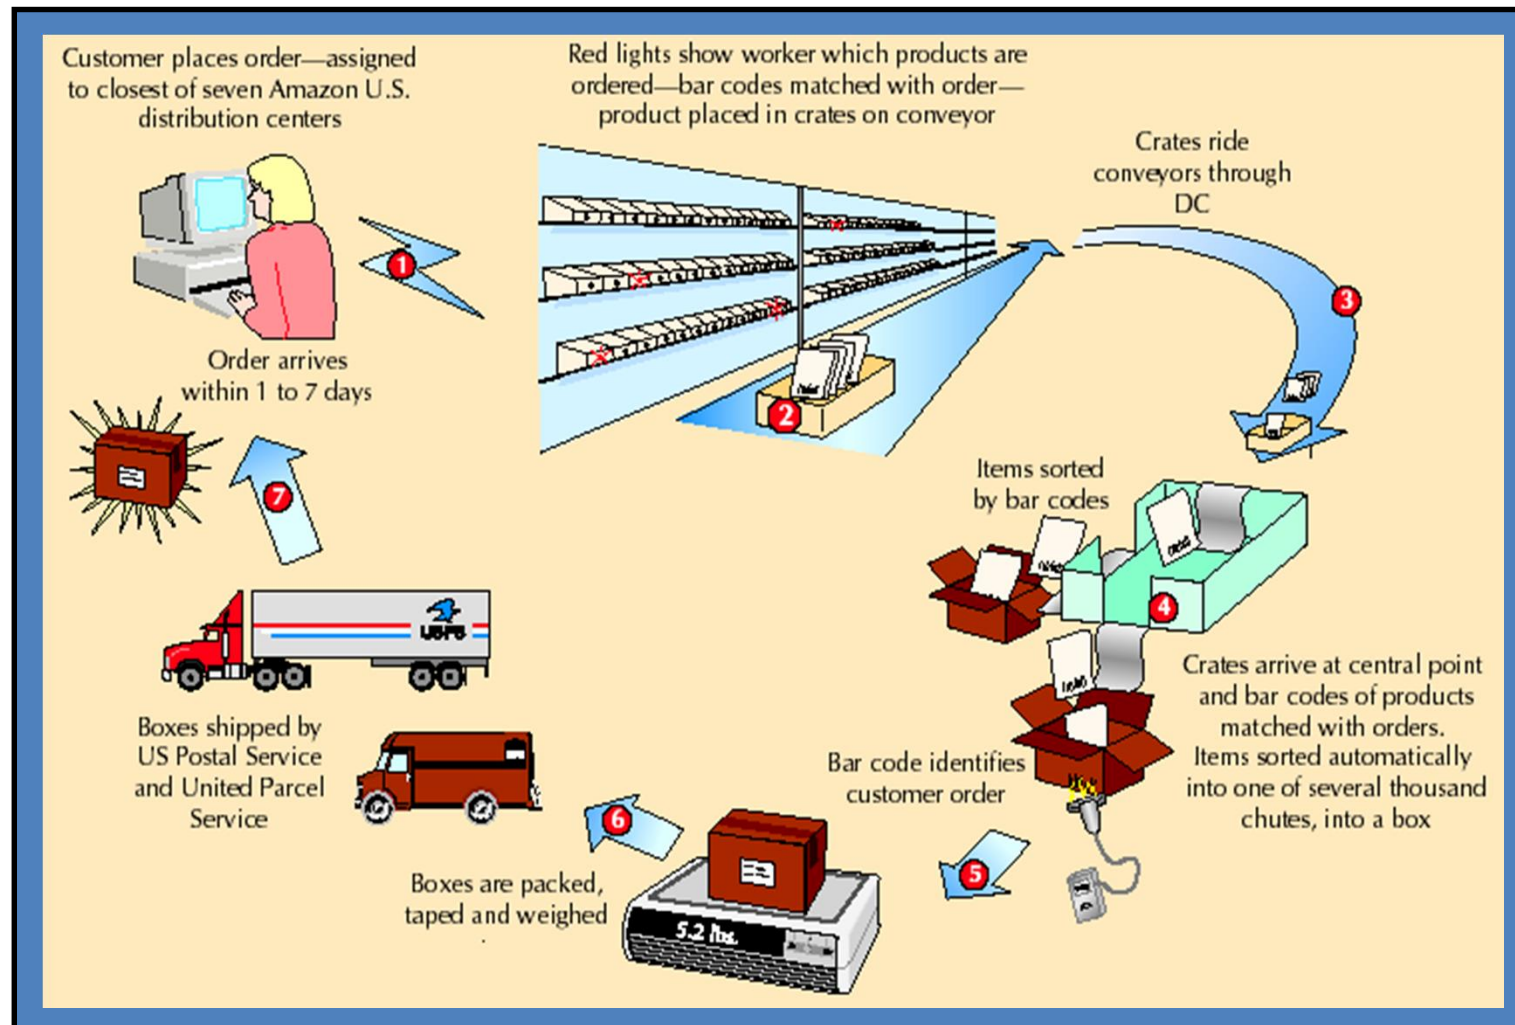 Customer places order—assigned
to closest of seven Amazon U.S.
distribution centers
1
Red lights show worker which products are
ordered—bar codes matched with order—
product placed in crates on conveyor
2
Crates ride
conveyors through
DC
3
Items sorted
by bar codes
4
Crates arrive at central point
and bar codes of products
matched with orders.
Items sorted automatically
into one of several thousand
chutes, into a box
Bar code identifies
customer order
5
5.2 lbs.
Boxes are packed,
taped and weighed
6
Boxes shipped by
US Postal Service
and United Parcel
Service
USPS
7
Order arrives
within 1 to 7 days